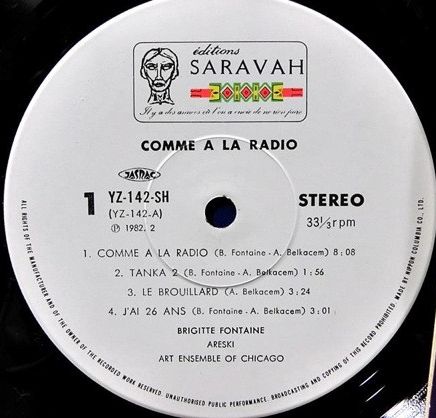 éditions
SARAVAH
Il y a des années où l'on a envie de ne rien faire
COMME A LA RADIO
JASRAC
1
YZ-142-SH
(YZ-142-A)
Ⓟ 1982. 2
STEREO
33 1/3 rpm
1. COMME A LA RADIO (B. Fontaine - A. Belkacem) 8:08
2. TANKA 2 (B. Fontaine - A. Belkacem) 1:56
3. LE BROUILLARD (A. Belkacem) 3:24
4. J'AI 26 ANS (B. Fontaine - A. Belkacem) 3:01
BRIGITTE FONTAINE
ARESKI
ART ENSEMBLE OF CHICAGO
ALL RIGHTS OF THE MANUFACTURER AND OF THE OWNER OF THE RECORDED WORK RESERVED. UNAUTHORISED PUBLIC PERFORMANCE, BROADCASTING AND COPYING OF THIS RECORD PROHIBITED. MADE BY NIPPON COLUMBIA CO., LTD.